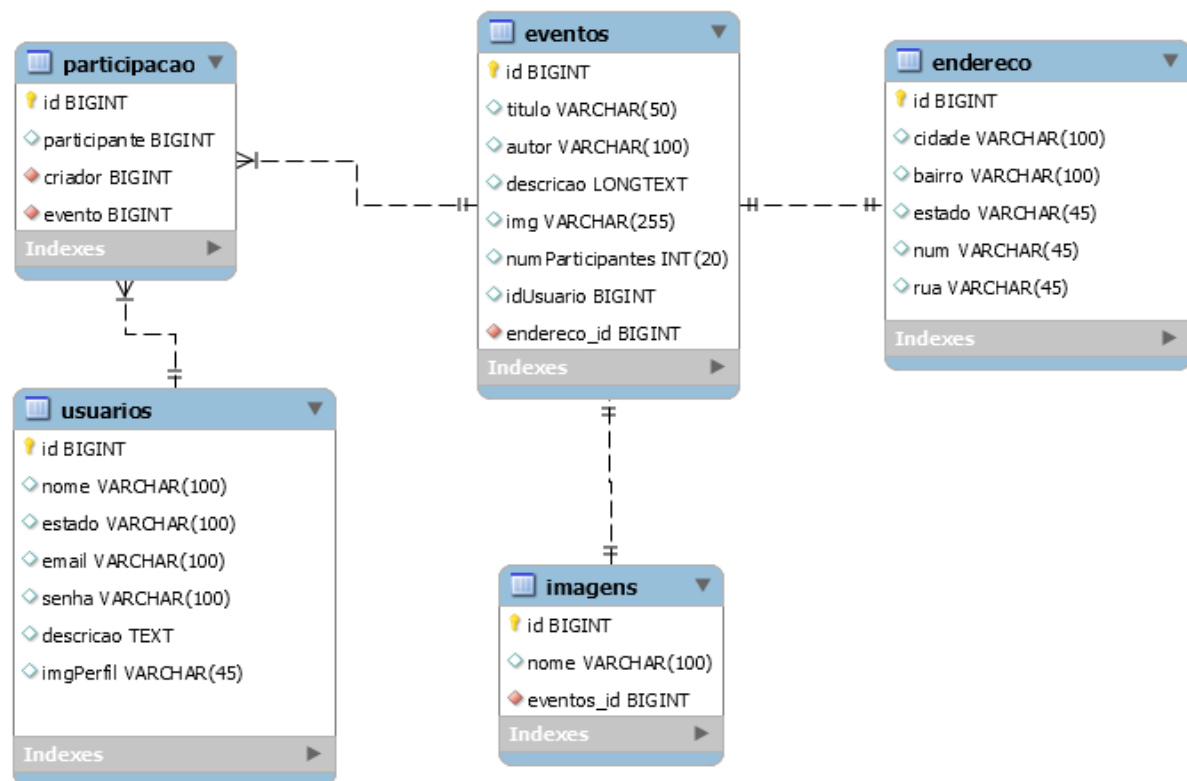 participacao
id BIGINT
participante BIGINT
criador BIGINT
evento BIGINT
Indexes
eventos
id BIGINT
titulo VARCHAR(50)
autor VARCHAR(100)
descricao LONGTEXT
img VARCHAR(255)
numParticipantes INT(20)
idUsuario BIGINT
endereco_id BIGINT
Indexes
endereco
id BIGINT
cidade VARCHAR(100)
bairro VARCHAR(100)
estado VARCHAR(45)
num VARCHAR(45)
rua VARCHAR(45)
Indexes
usuarios
id BIGINT
nome VARCHAR(100)
estado VARCHAR(100)
email VARCHAR(100)
senha VARCHAR(100)
descricao TEXT
imgPerfil VARCHAR(45)
Indexes
imagens
id BIGINT
nome VARCHAR(100)
eventos_id BIGINT
Indexes